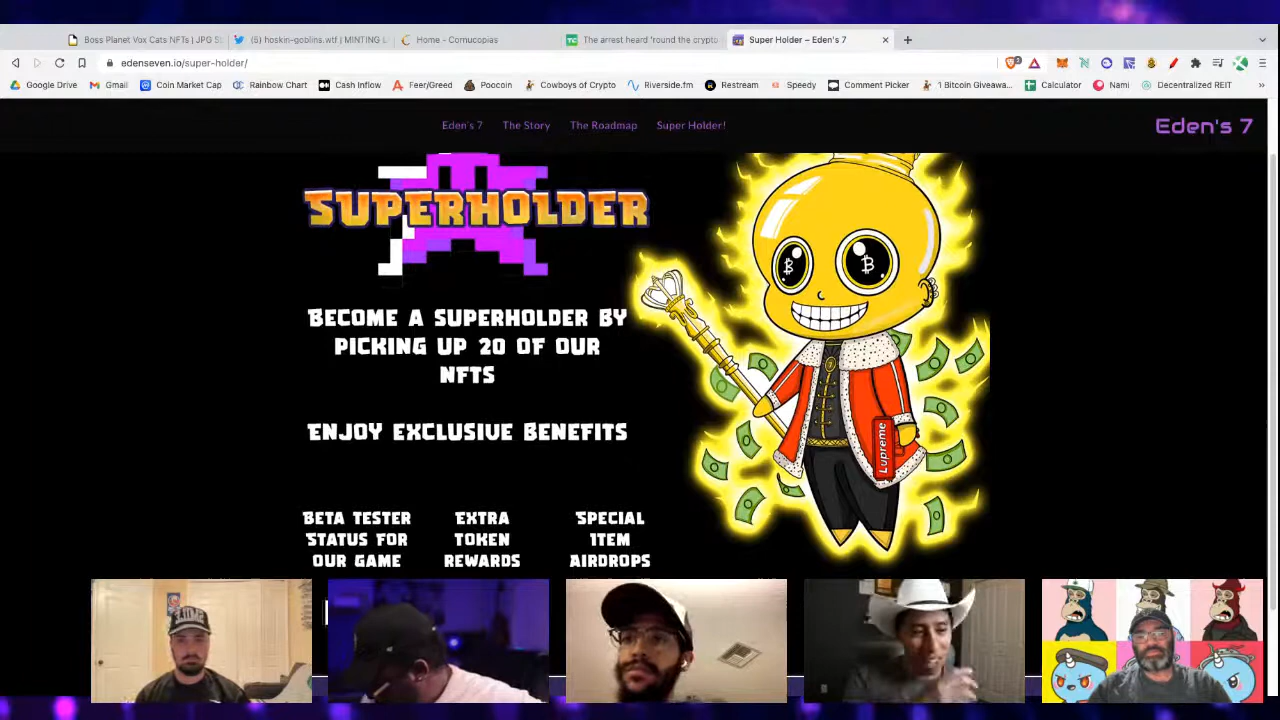 Boss Planet Vox Cats NFTs | JPG St
(6) hoskin-goblins.wtf | MINTING L
Home - Cornucopias
The arrest heard 'round the crypto
Super Holder – Eden's 7
edenseven.io/super-holder/
Google Drive
Gmail
Coin Market Cap
Rainbow Chart
Cash Inflow
Feer/Greed
Poocoin
Cowboys of Crypto
Riverside.fm
Restream
Speedy
Comment Picker
1 Bitcoin Giveawa...
Calculator
Nami
Decentralized REIT
Eden's 7
The Story
The Roadmap
Super Holder!
Eden's 7
SUPERHOLDER
BECOME A SUPERHOLDER BY
PICKING UP 20 OF OUR
NFTS
ENJOY EXCLUSIVE BENEFITS
BETA TESTER
STATUS FOR
OUR GAME
EXTRA
TOKEN
REWARDS
SPECIAL
ITEM
AIRDROPS
Lupreme